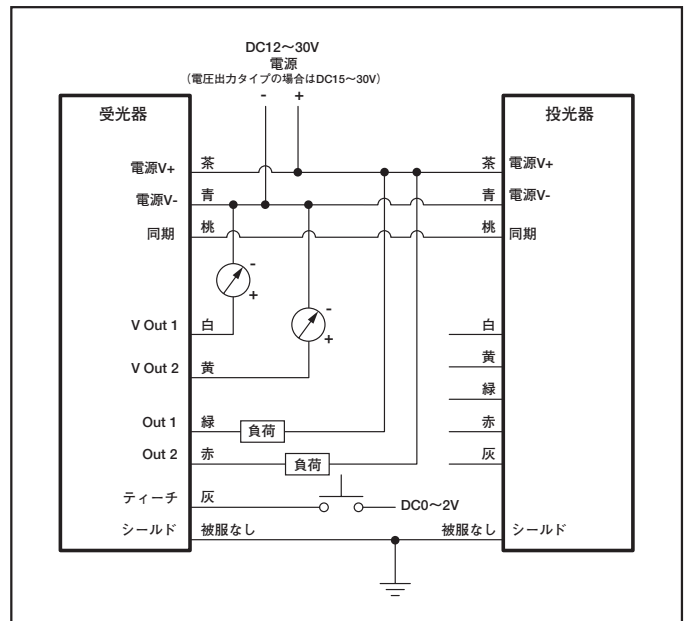 DC12～30V
電源
(電圧出力タイプの場合はDC15～30V)
- +
受光器
投光器
電源V+ 茶
茶 電源V+
電源V- 青
青 電源V-
同期 桃
桃 同期
-
+
-
+
V Out 1 白
白
V Out 2 黄
黄
緑
Out 1 緑
負荷
赤
Out 2 赤
負荷
灰
ティーチ 灰
DC0～2V
シールド 被服なし
被服なし シールド